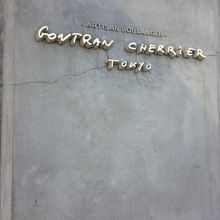 - ARTISAN BOULANGER -
GONTRAN CHERRIER
TOKYO